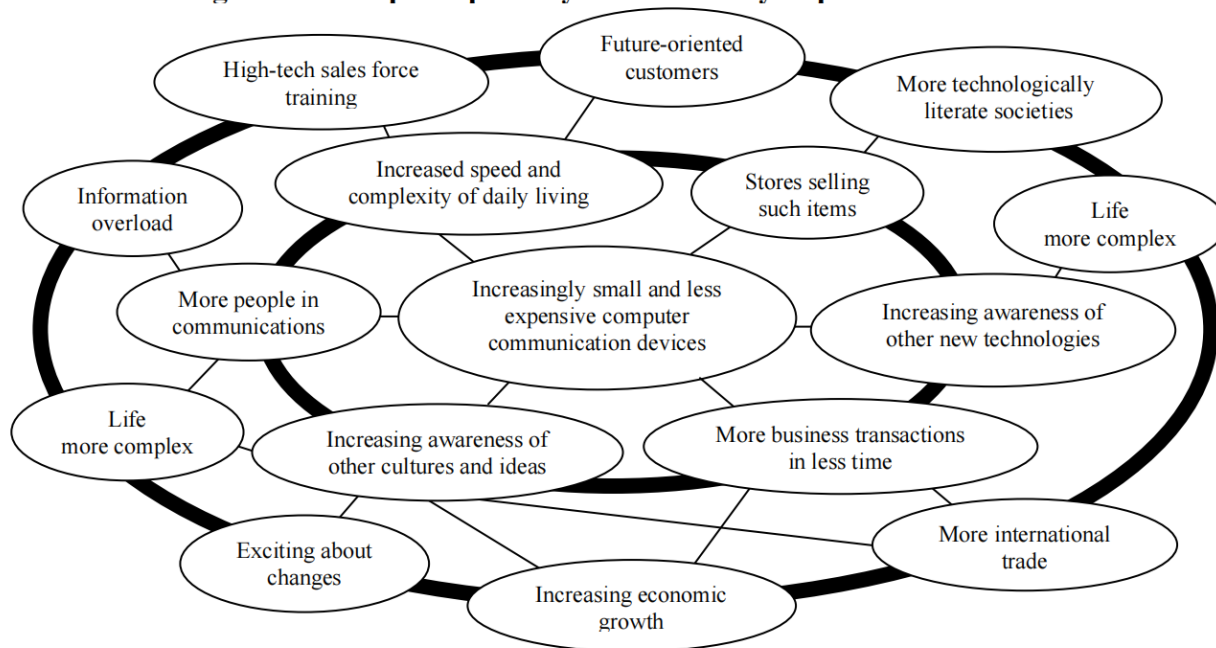 High-tech sales force
training
Future-oriented
customers
More technologically
literate societies
Information
overload
Increased speed and
complexity of daily living
Stores selling
such items
Life
more complex
More people in
communications
Increasingly small and less
expensive computer
communication devices
Increasing awareness of
other new technologies
Life
more complex
Increasing awareness of
other cultures and ideas
More business transactions
in less time
Exciting about
changes
Increasing economic
growth
More international
trade